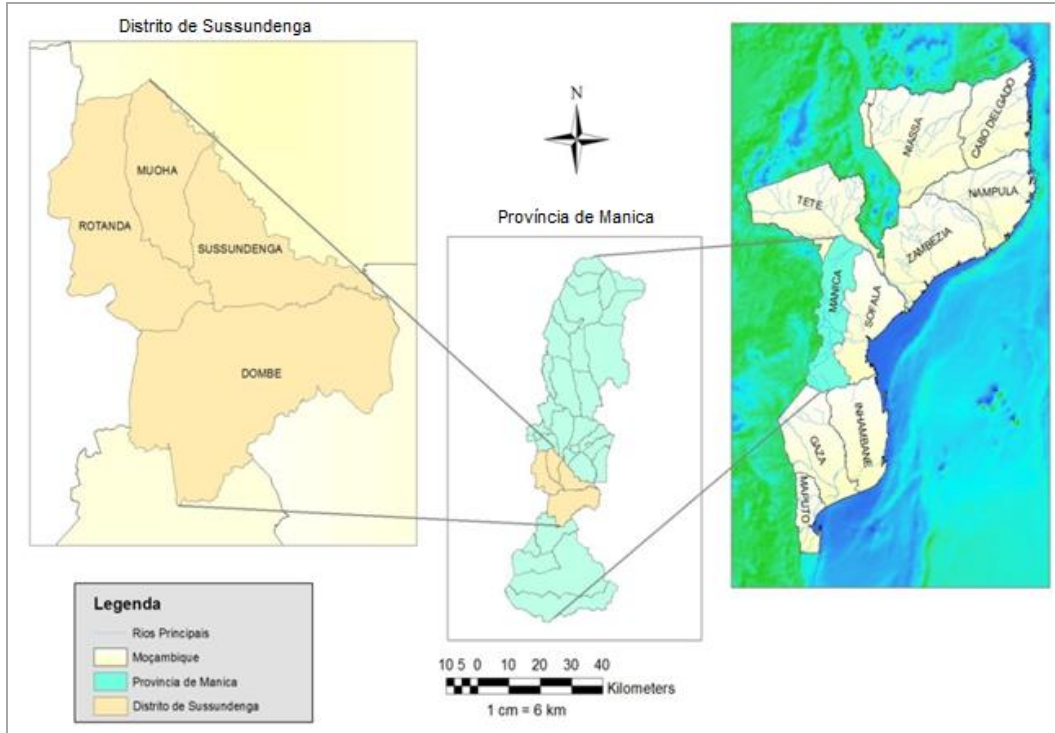 Distrito de Sussundenga
MUOHA
ROTANDA
SUSSUNDENGA
DOMBE
N
Província de Manica
NIASSA
CABO DELGADO
NAMPULA
TETE
ZAMBEZIA
MANICA
SOFALA
INHAMBANE
GAZA
MAPUTO
Legenda
Rios Principais
Moçambique
Provincia de Manica
Distrito de Sussundenga
10 5 0 10 20 30 40
Kilometers
1 cm = 6 km